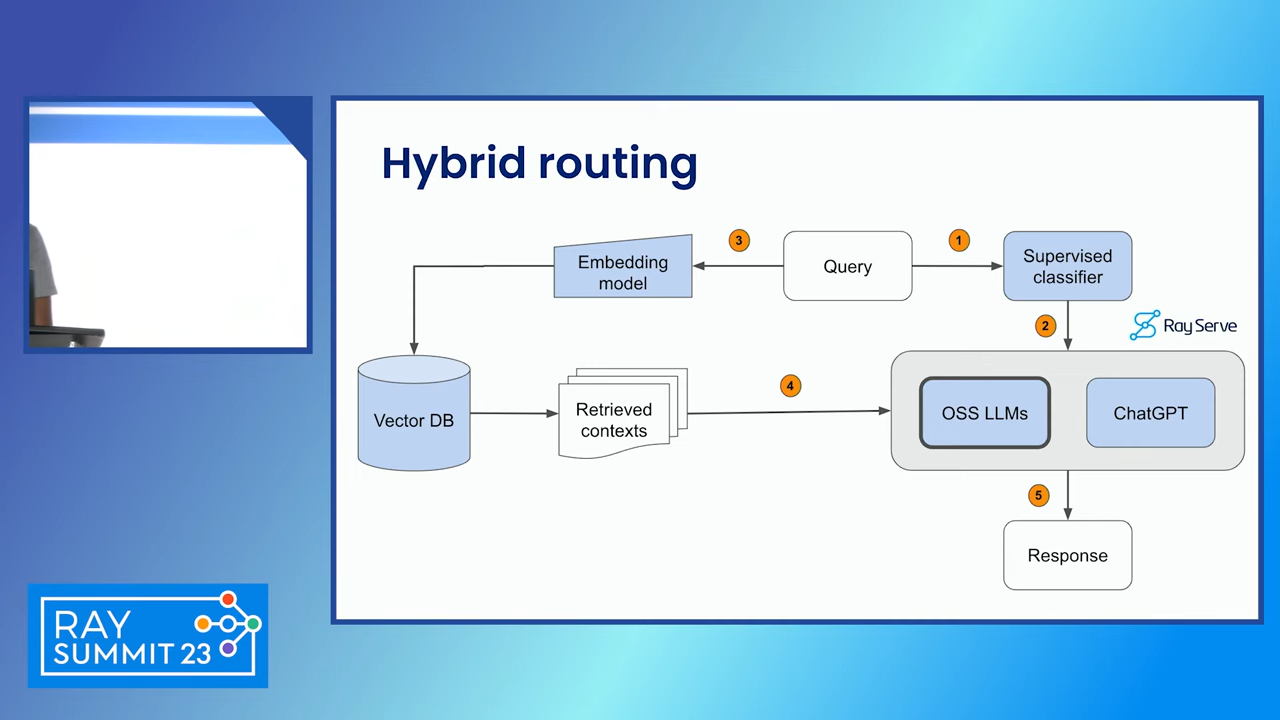 Hybrid routing
3
1
Embedding
model
Query
Supervised
classifier
2
Ray Serve
Vector DB
Retrieved
contexts
4
OSS LLMs
ChatGPT
5
Response
RAY
SUMMIT 23